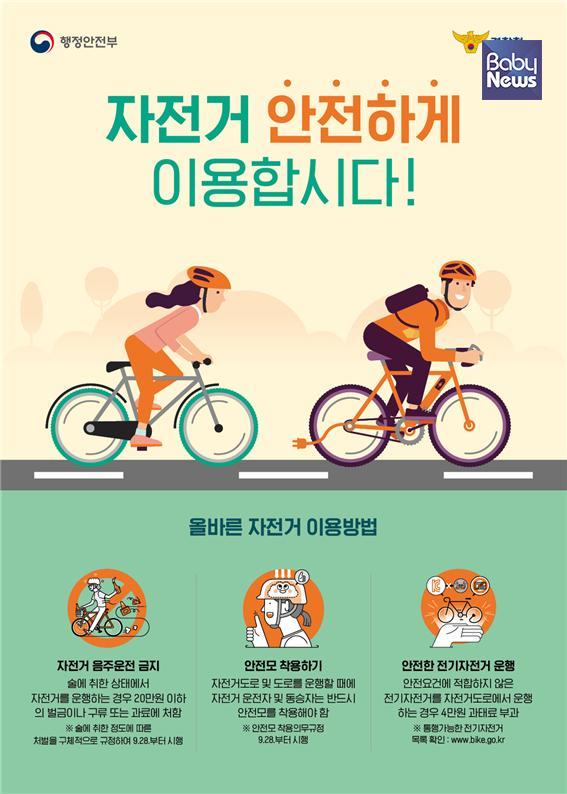 행정안전부
Baby
News
자전거 안전하게
이용합시다!
올바른 자전거 이용방법
자전거 음주운전 금지
술에 취한 상태에서
자전거를 운행하는 경우 20만원 이하
의 벌금이나 구류 또는 과료에 처함
※ 술에 취한 정도에 따른
처벌을 구체적으로 규정하여 9.28.부터 시행
안전모 착용하기
자전거도로 및 도로를 운행할 때에
자전거 운전자 및 동승자는 반드시
안전모를 착용해야 함
※ 안전모 착용의무규정
9.28.부터 시행
안전한 전기자전거 운행
안전요건에 적합하지 않은
전기자전거를 자전거도로에서 운행
하는 경우 4만원 과태료 부과
※ 통행가능한 전기자전거
목록 확인 : www.bike.go.kr